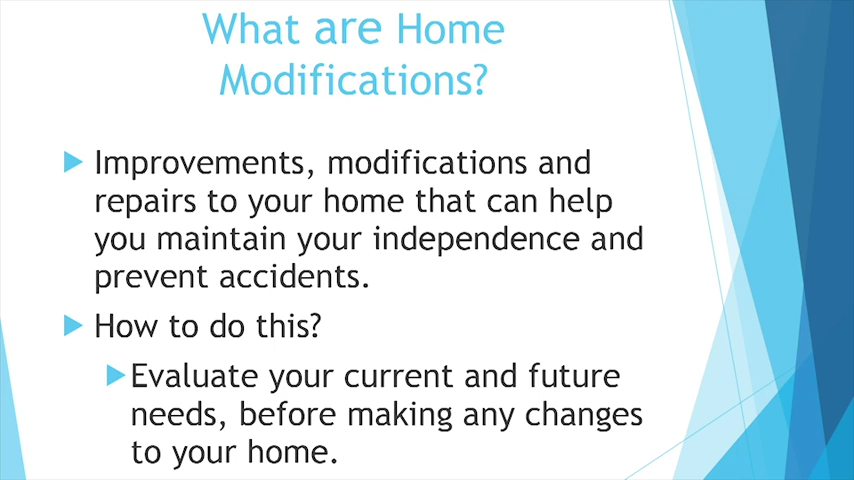 What are Home
Modifications?
Improvements, modifications and
repairs to your home that can help
you maintain your independence and
prevent accidents.
How to do this?
Evaluate your current and future
needs, before making any changes
to your home.